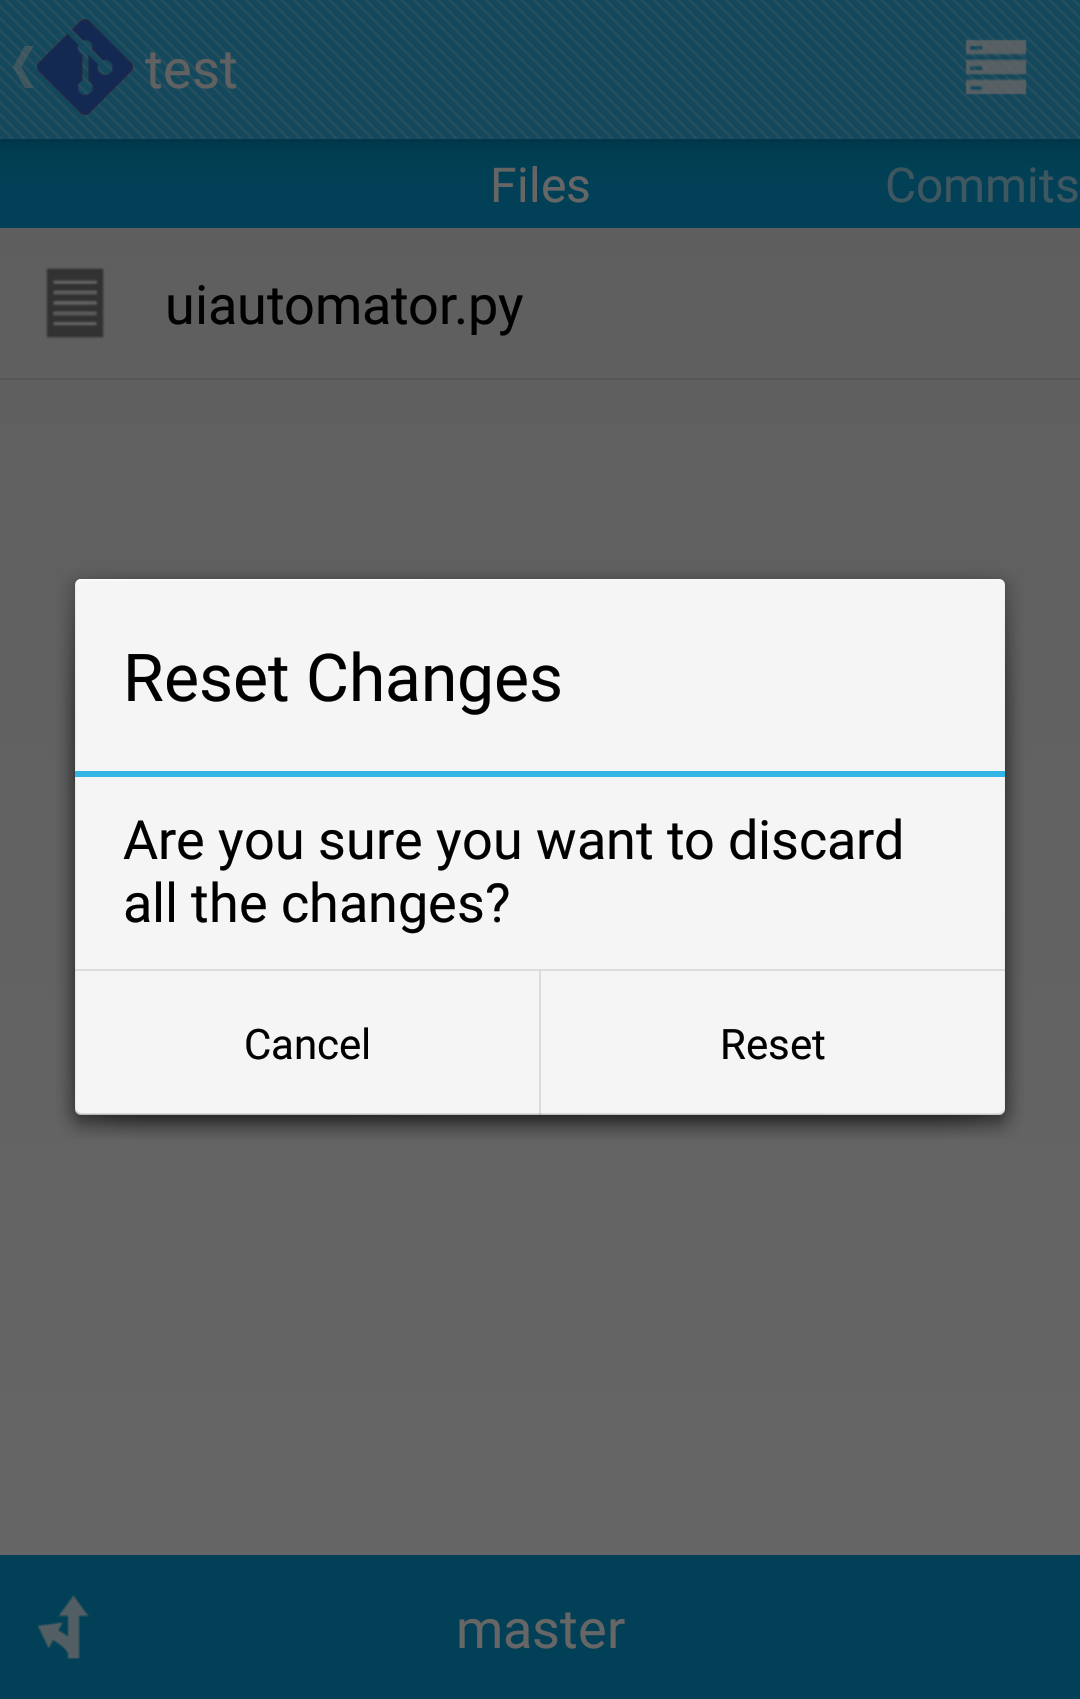 test
Files
Commits
uiautomator.py
Reset Changes
Are you sure you want to discard
all the changes?
Cancel
Reset
master